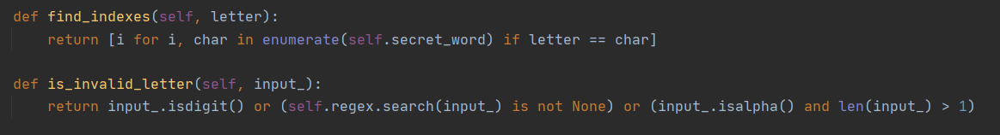 def find_indexes(self, letter):
    return [i for i, char in enumerate(self.secret_word) if letter == char]
def is_invalid_letter(self, input_):
    return input_.isdigit() or (self.regex.search(input_) is not None) or (input_.isalpha() and len(input_) > 1)